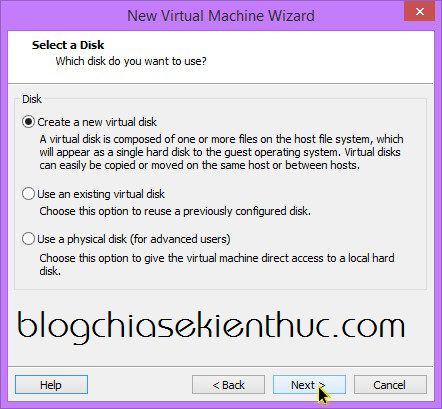 New Virtual Machine Wizard
Select a Disk
Which disk do you want to use?
Disk
Create a new virtual disk
A virtual disk is composed of one or more files on the host file system, which
will appear as a single hard disk to the guest operating system. Virtual disks
can easily be copied or moved on the same host or between hosts.
Use an existing virtual disk
Choose this option to reuse a previously configured disk.
Use a physical disk (for advanced users)
Choose this option to give the virtual machine direct access to a local hard
disk.
blogchiasekienthuc.com
Help < Back Next > Cancel